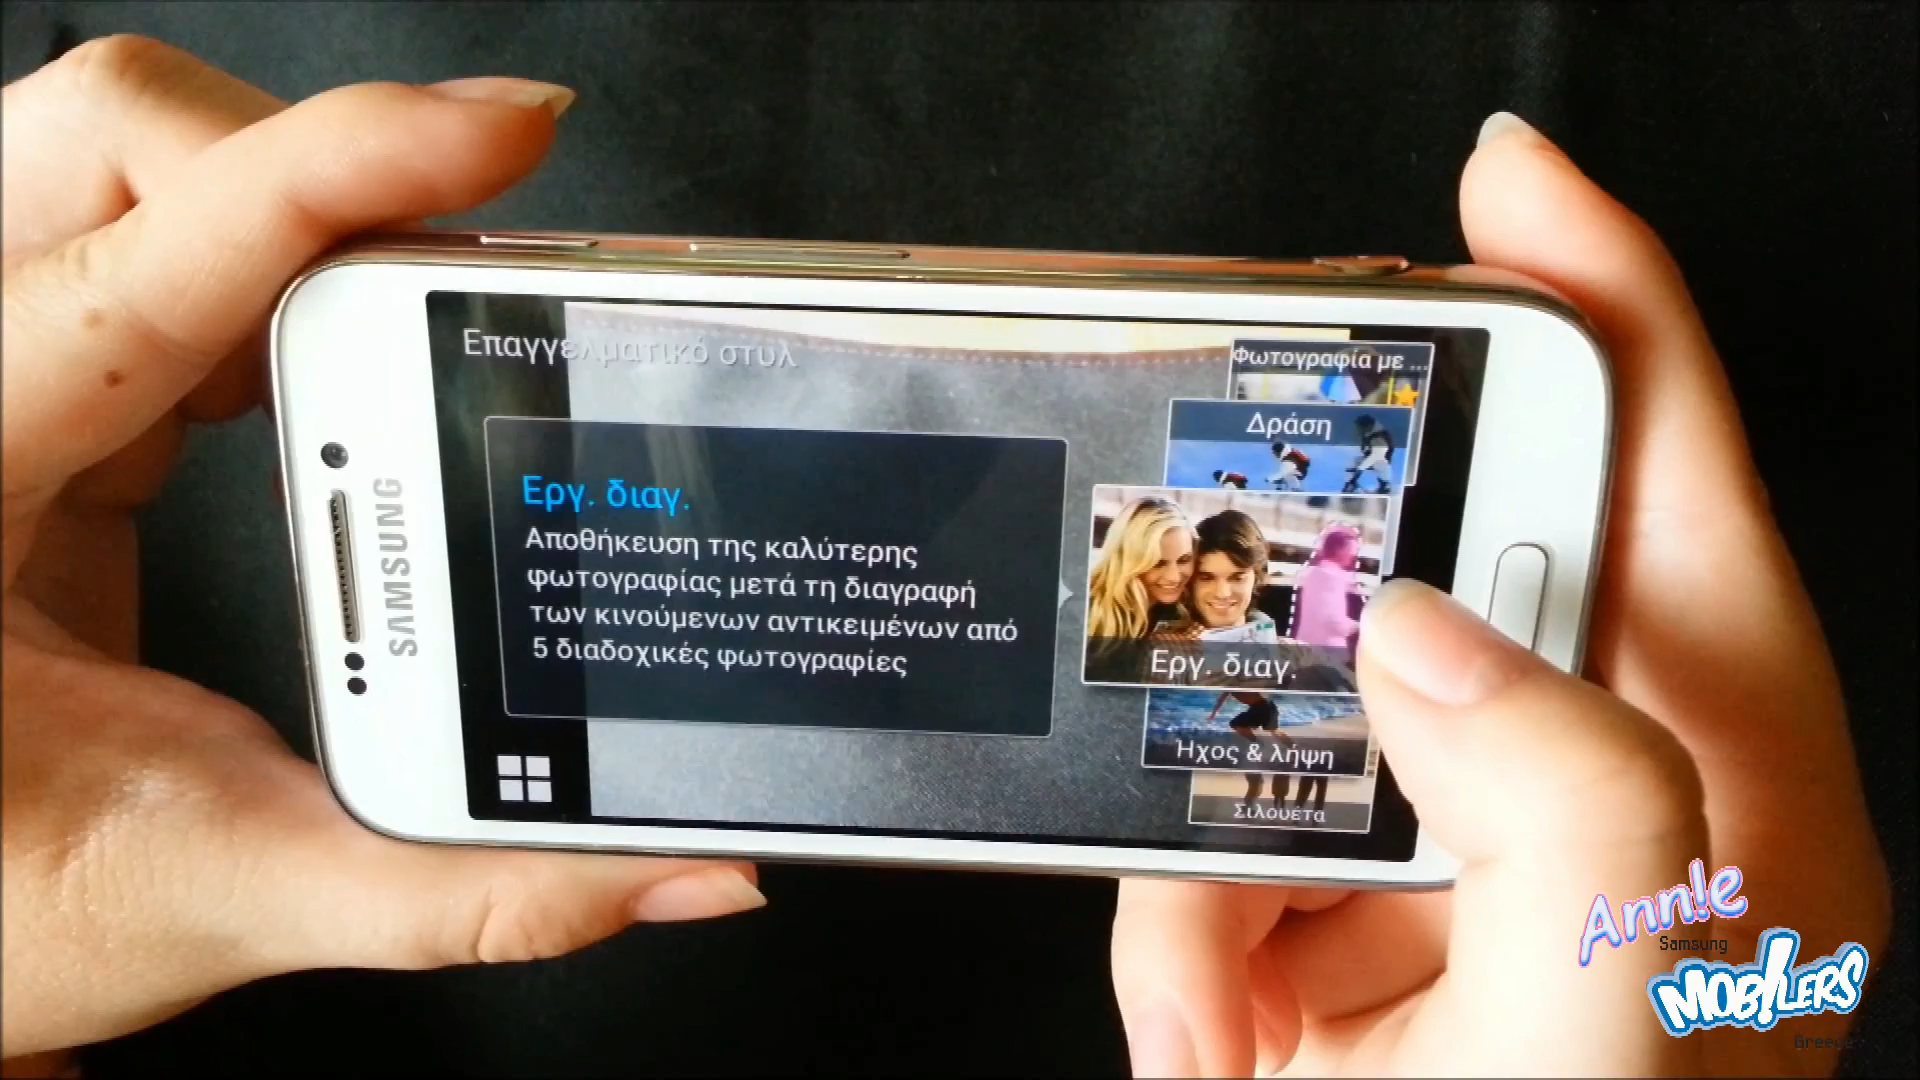 Επαγγελματικό στυλ
Φωτογραφία με ...
Δράση
Εργ. διαγ.
Αποθήκευση της καλύτερης
φωτογραφίας μετά τη διαγραφή
των κινούμενων αντικειμένων από
5 διαδοχικές φωτογραφίες
Εργ. διαγ.
Ήχος & λήψη
Σιλουέτα
SAMSUNG
Ann!e
Samsung
MOB!LERS
Greece